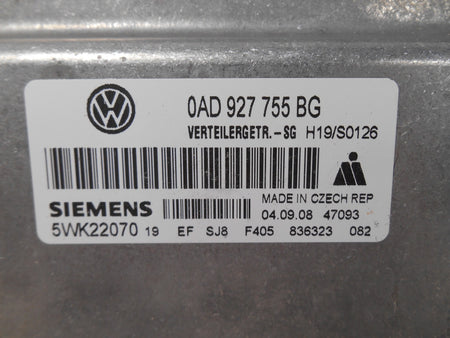 0AD 927 755 BG
VERTEILERGETR.-SG H19/S0126
MADE IN CZECH REP
SIEMENS 04.09.08 47093
5WK22070 19 EF SJ8 F405 836323 082